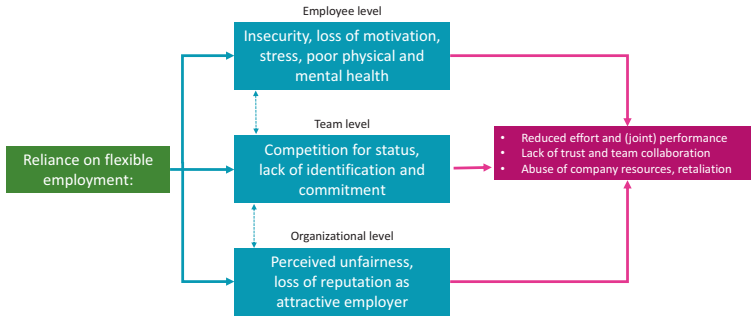 Employee level
Insecurity, loss of motivation,
stress, poor physical and
mental health
Team level
Reliance on flexible
employment:
Competition for status,
lack of identification and
commitment
• Reduced effort and (joint) performance
• Lack of trust and team collaboration
• Abuse of company resources, retaliation
Organizational level
Perceived unfairness,
loss of reputation as
attractive employer